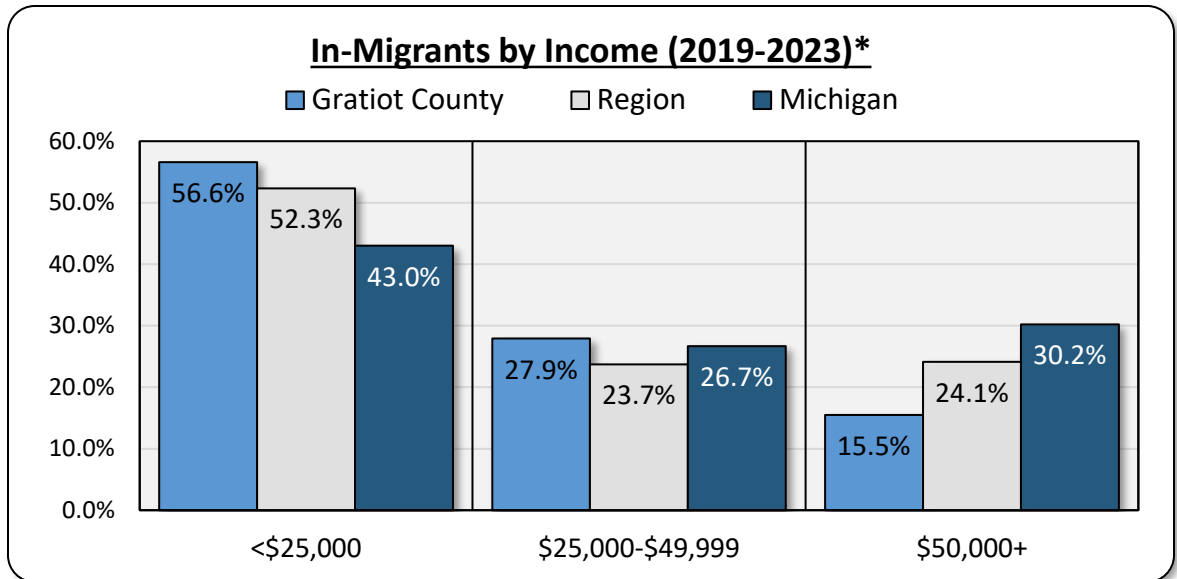 In-Migrants by Income (2019-2023)*
Gratiot County Region Michigan
60.0%
50.0%
40.0%
30.0%
20.0%
10.0%
0.0%
56.6% 52.3% 43.0%
27.9% 23.7% 26.7%
15.5% 24.1% 30.2%
<$25,000 $25,000-$49,999 $50,000+